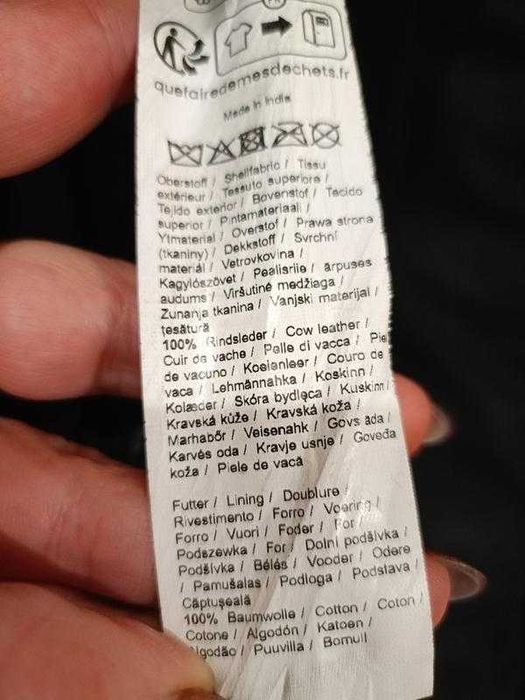 FR
quefairedemesdechets.fr
Made in India
Oberstoff / Shellfabric / Tissu
extérieur / Tessuto superiore /
Tejido exterior / Bovenstof / Tecido
superior / Pintamateriaali /
Ytmaterial / Overstof / Prawa strona
(tkaniny) / Dekkstoff / Svrchní
materiál / Vetrovkovina /
Kagylószövet / Pealisriie / ārpuses
audums / Viršutinė medžiaga /
Zunanja tkanina / Vanjski materijal /
țesătură
100% Rindsleder / Cow leather /
Cuir de vache / Pelle di vacca / Piel
de vacuno / Koeienleer / Couro de
vaca / Lehmännahka / Koskinn /
Kolæder / Skóra bydlęca / Kuskinn /
Kravská kůže / Kravská koža /
Marhabőr / Veisenahk / Govs āda /
Karvės oda / Kravje usnje / Goveđa
koža / Piele de vacă
Futter / Lining / Doublure /
Rivestimento / Forro / Voering /
Forro / Vuori / Foder / For /
Podszewka / For / Dolní podšívka /
Podšívka / Bélés / Vooder / Odere
/ Pamušalas / Podloga / Podstava /
Căptușeală
100% Baumwolle / Cotton / Coton /
Cotone / Algodón / Katoen /
Algodão / Puuvilla / Bomull